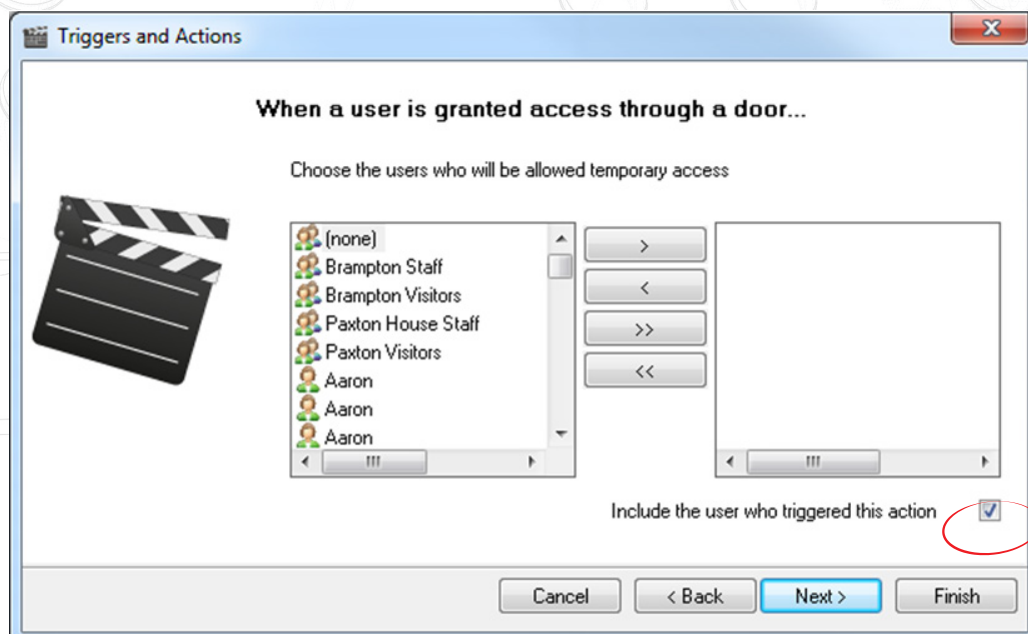 Triggers and Actions
X
When a user is granted access through a door...
Choose the users who will be allowed temporary access
(none)
Brampton Staff
Brampton Visitors
Paxton House Staff
Paxton Visitors
Aaron
Aaron
Aaron
>
<
>>
<<
Include the user who triggered this action
Cancel
< Back
Next >
Finish